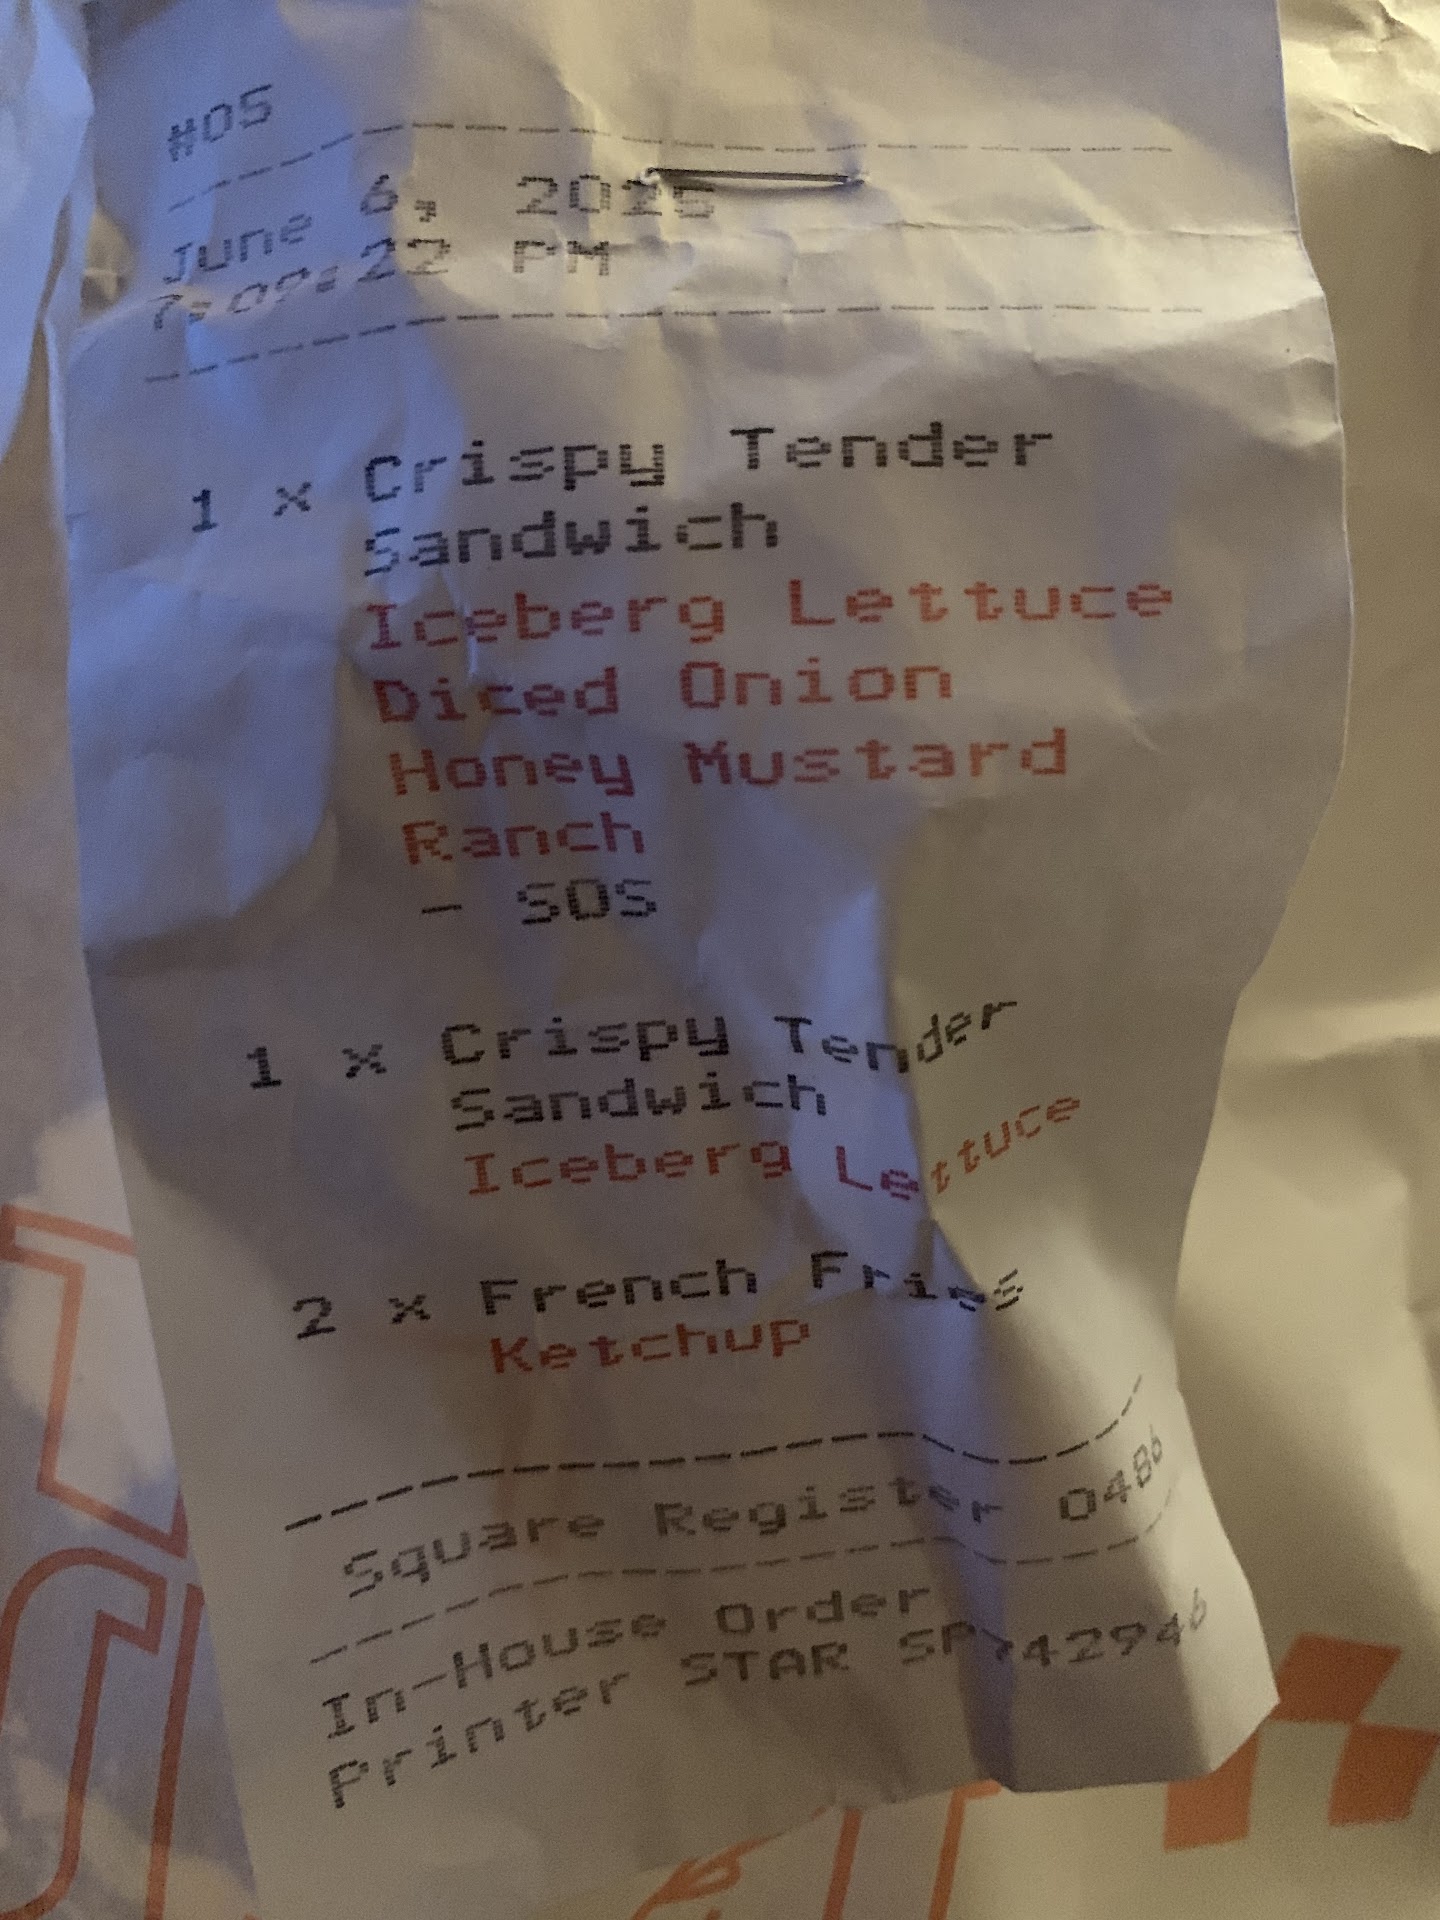 #05
June 6, 2025
7:09:22 PM
1 x Crispy Tender
Sandwich
Iceberg Lettuce
Diced Onion
Honey Mustard
Ranch
- SOS
1 x Crispy Tender
Sandwich
Iceberg Lettuce
2 x French Fries
Ketchup
Square Register 0486
In-House Order
Printer STAR SP742946